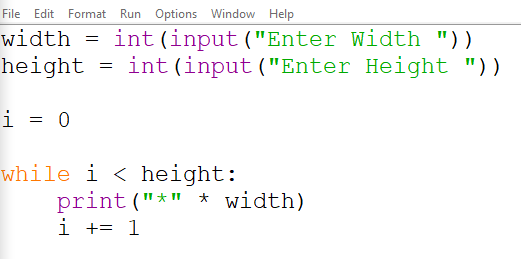 File Edit Format Run Options Window Help
width = int(input("Enter Width "))
height = int(input("Enter Height "))
i = 0
while i < height:
    print("*" * width)
    i += 1